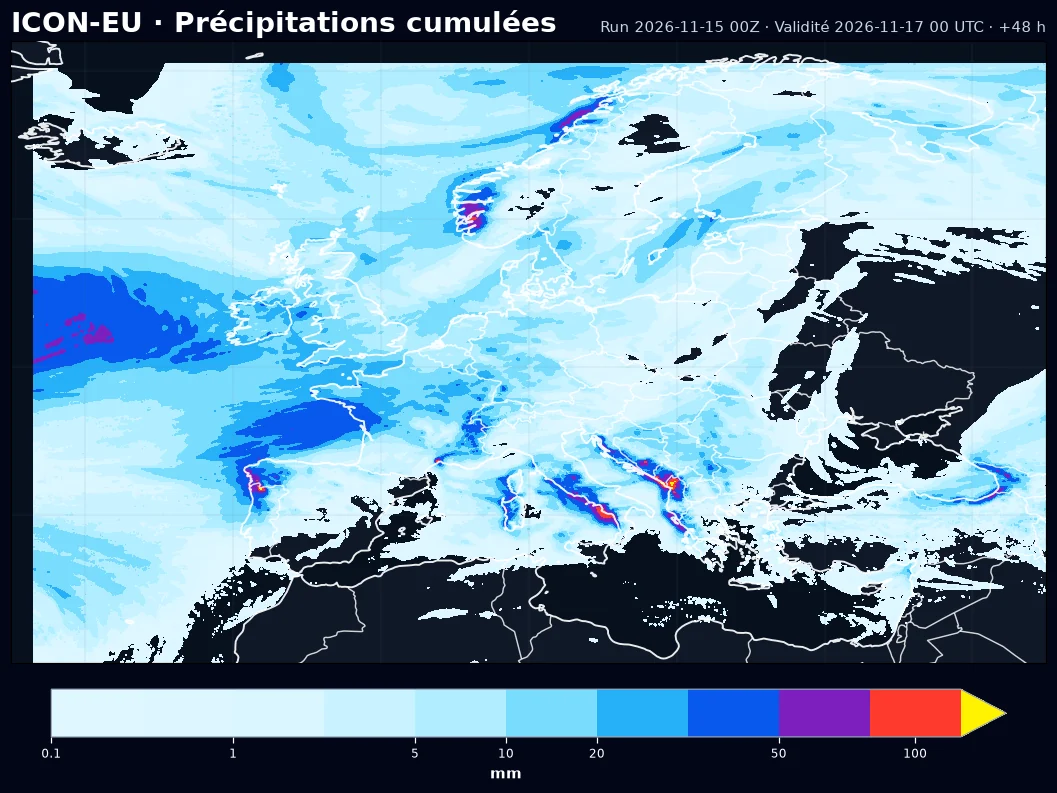 ICON-EU · Précipitations cumulées
Run 2026-11-15 00Z · Validité 2026-11-17 00 UTC · +48 h
0.1 1 5 10 20 50 100
mm